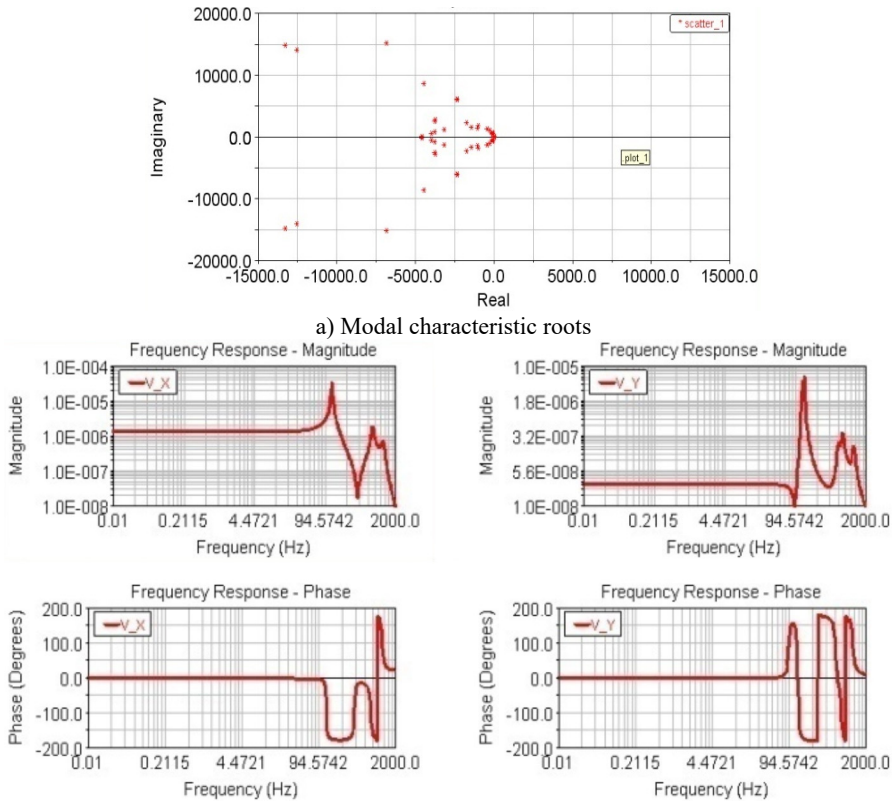 20000.0
* scatter_1
10000.0
Imaginary
0.0
plot_1
-10000.0
-20000.0
-15000.0 -10000.0 -5000.0 0.0 5000.0 10000.0 15000.0
Real
a) Modal characteristic roots
Frequency Response - Magnitude
1.0E-004
V_X
1.0E-005
Magnitude
1.0E-006
1.0E-007
1.0E-008
0.01 0.2115 4.4721 94.5742 2000.0
Frequency (Hz)
Frequency Response - Magnitude
1.0E-005
V_Y
1.8E-006
Magnitude
3.2E-007
5.6E-008
1.0E-008
0.01 0.2115 4.4721 94.5742 2000.0
Frequency (Hz)
Frequency Response - Phase
200.0
V_X
100.0
Phase (Degrees)
0.0
-100.0
-200.0
0.01 0.2115 4.4721 94.5742 2000.0
Frequency (Hz)
Frequency Response - Phase
200.0
V_Y
100.0
Phase (Degrees)
0.0
-100.0
-200.0
0.01 0.2115 4.4721 94.5742 2000.0
Frequency (Hz)